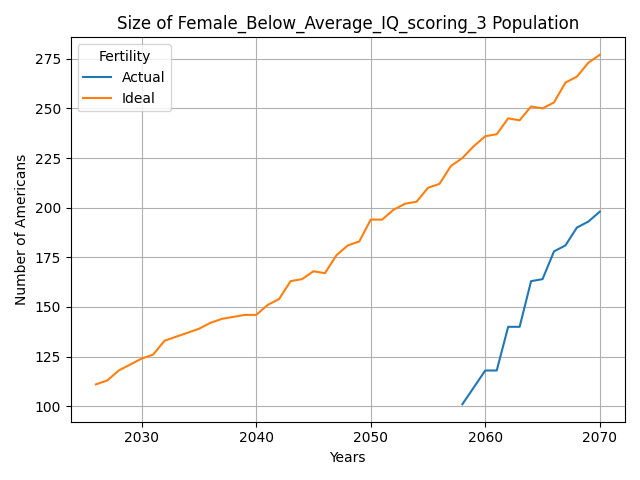 Size of Female_Below_Average_IQ_scoring_3 Population
Fertility
Actual
Ideal
Number of Americans
275
250
225
200
175
150
125
100
2030 2040 2050 2060 2070
Years